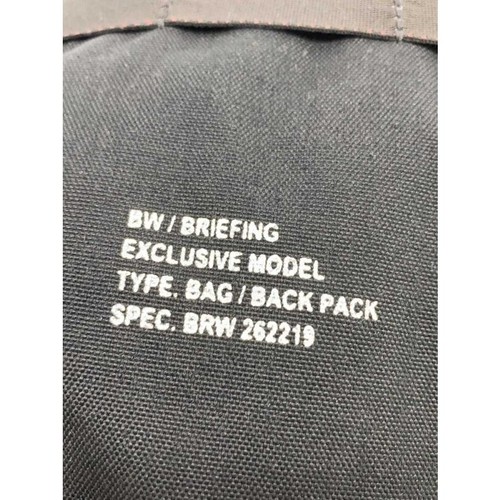 BW / BRIEFING
EXCLUSIVE MODEL
TYPE. BAG / BACK PACK
SPEC. BRW 262219